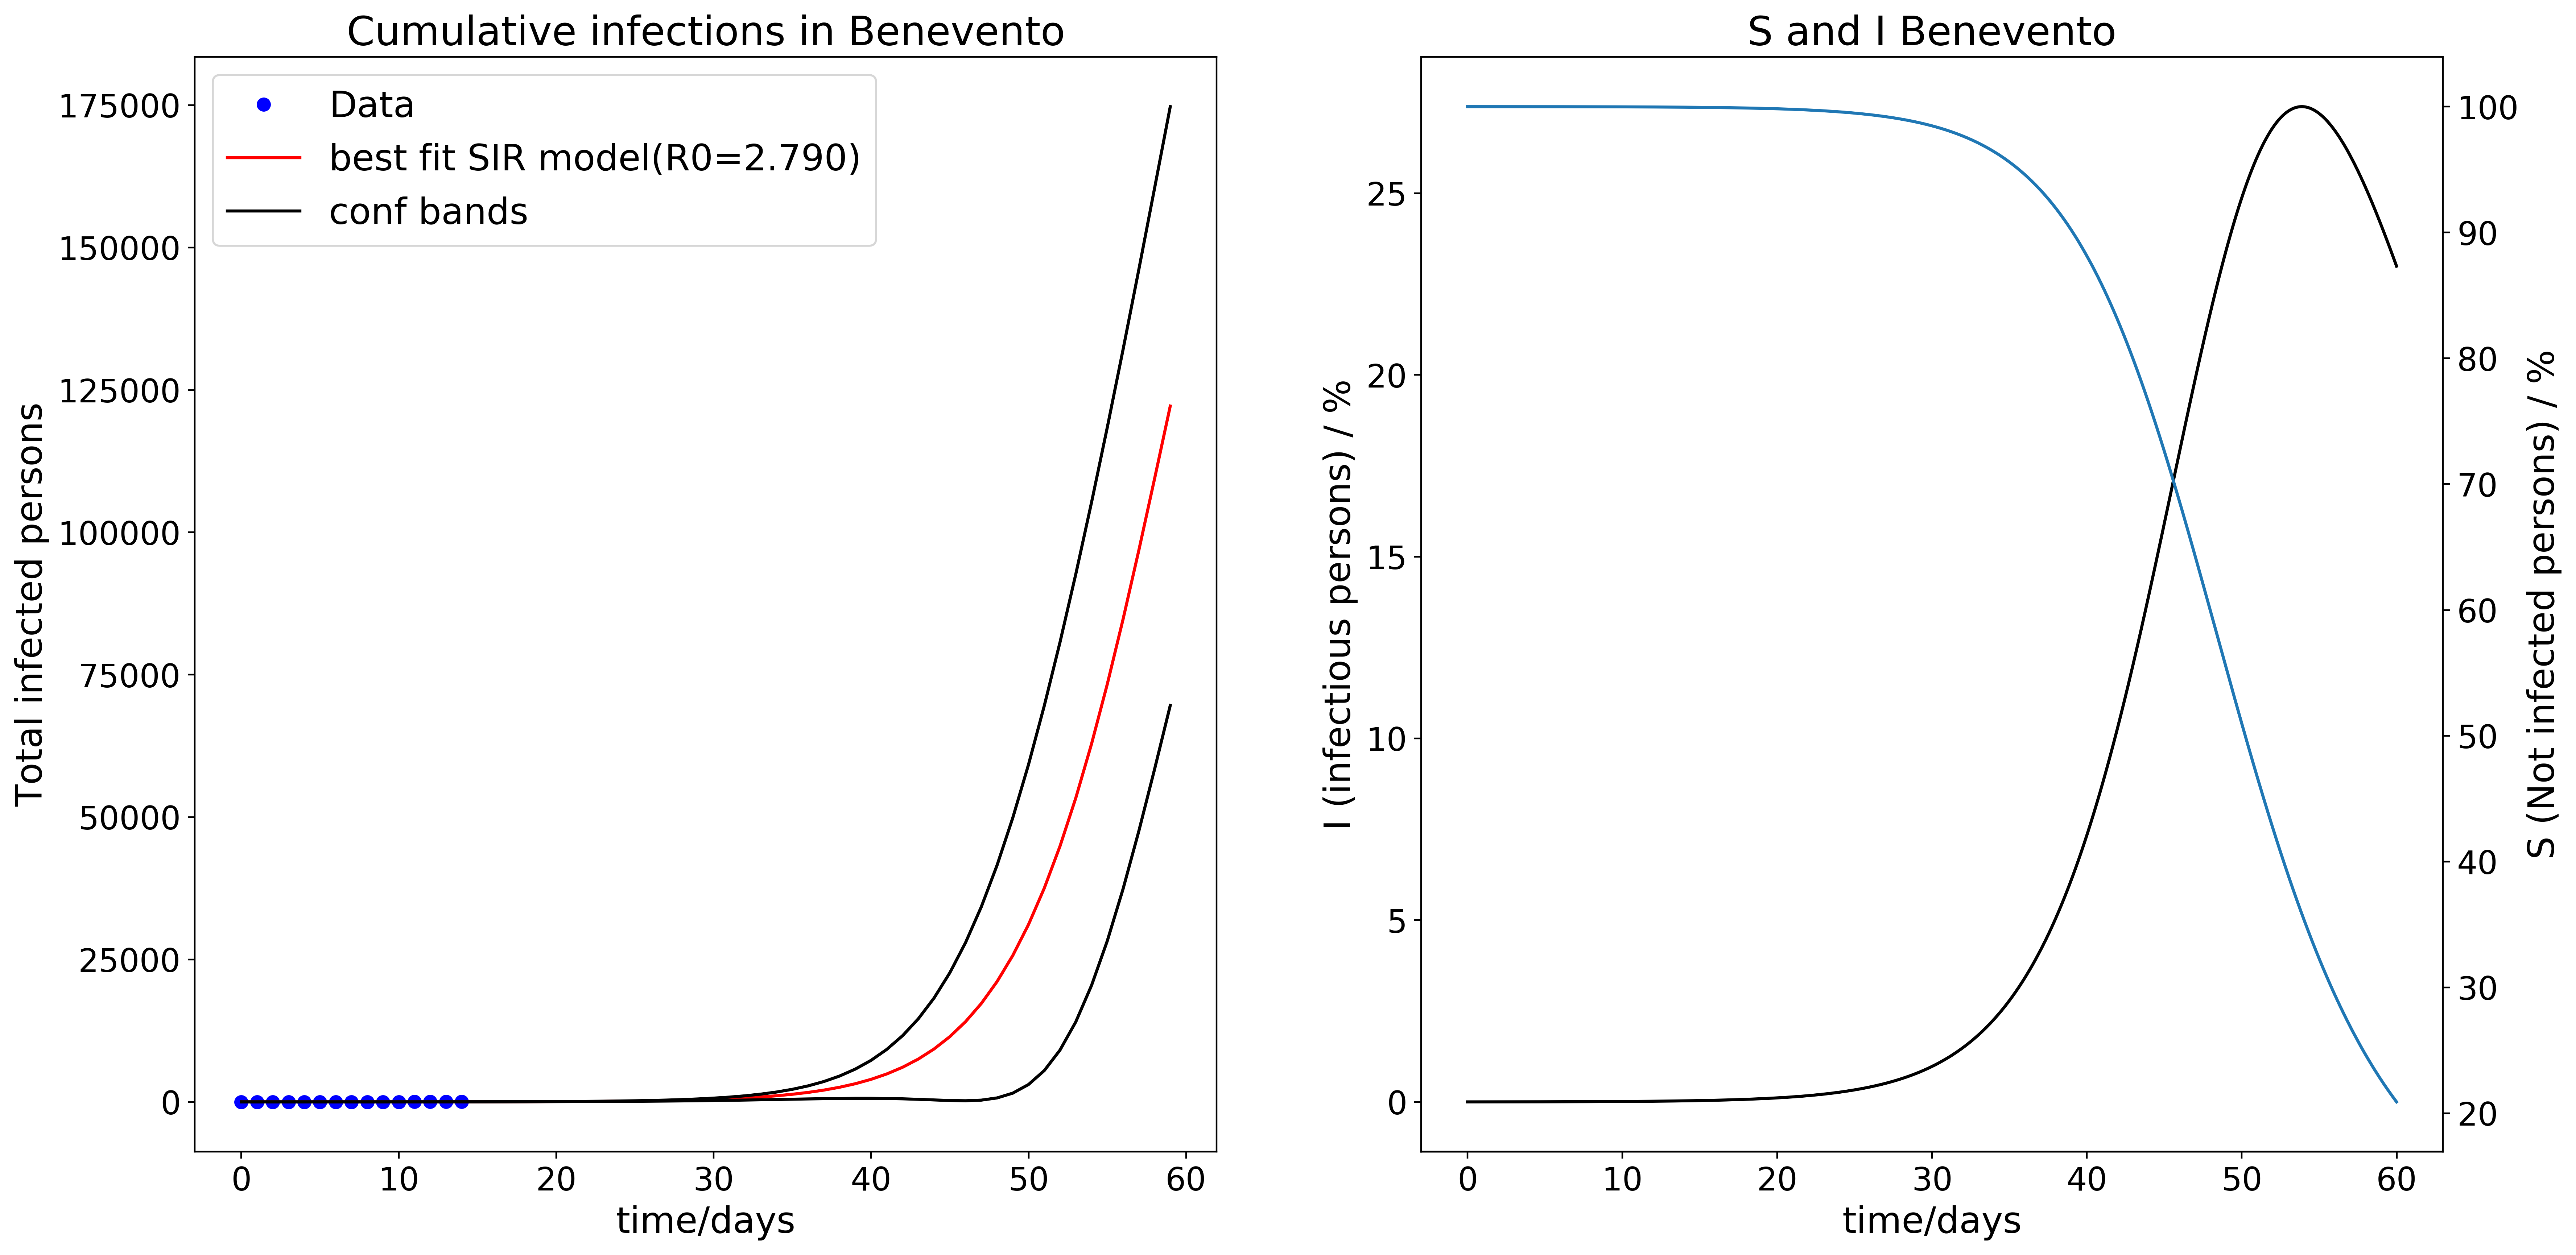 Cumulative infections in Benevento
Data
best fit SIR model(R0=2.790)
conf bands
175000
150000
125000
100000
75000
50000
25000
0
Total infected persons
0 10 20 30 40 50 60
time/days
S and I Benevento
25
20
15
10
5
0
I (infectious persons) / %
100
90
80
70
60
50
40
30
20
S (Not infected persons) / %
0 10 20 30 40 50 60
time/days